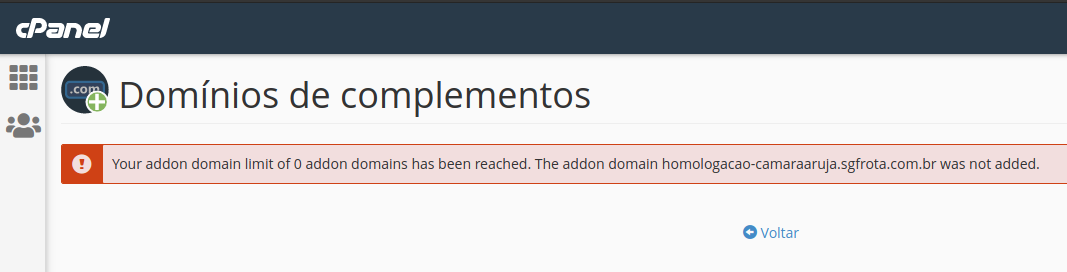 cPanel
.com
Domínios de complementos
Your addon domain limit of 0 addon domains has been reached. The addon domain homologacao-camaraaruja.sgfrota.com.br was not added.
Voltar